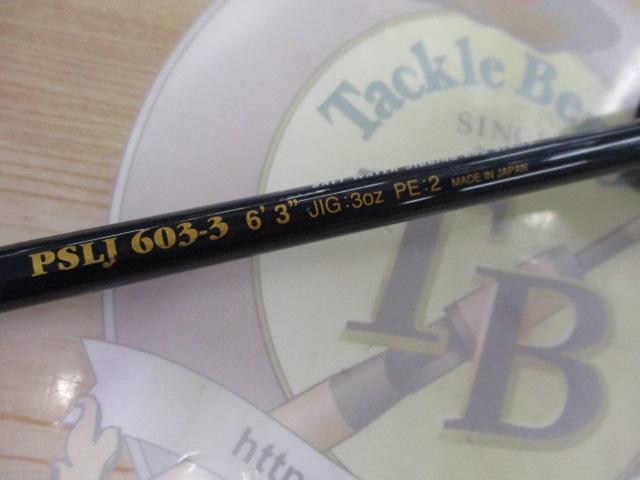 Tackle Be
SINC
PSLJ 603-3 6' 3" JIG:3oz PE:2 MADE IN JAPAN
TB
http